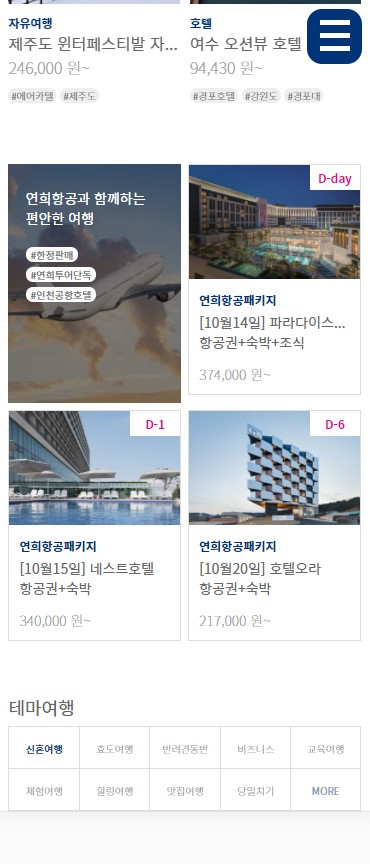 자유여행
제주도 윈터페스티발 자...
246,000 원~
#에어카텔 #제주도
호텔
여수 오션뷰 호텔
94,430 원~
#경포호텔 #강원도 #경포대
연희항공과 함께하는
편안한 여행
#한정판매
#연희투어단독
#인천공항호텔
D-day
연희항공패키지
[10월14일] 파라다이스...
항공권+숙박+조식
374,000 원~
D-1
연희항공패키지
[10월15일] 네스트호텔
항공권+숙박
340,000 원~
D-6
연희항공패키지
[10월20일] 호텔오라
항공권+숙박
217,000 원~
테마여행
신혼여행 효도여행 반려견동반 비즈니스 교육여행
체험여행 힐링여행 맛집여행 당일치기 MORE